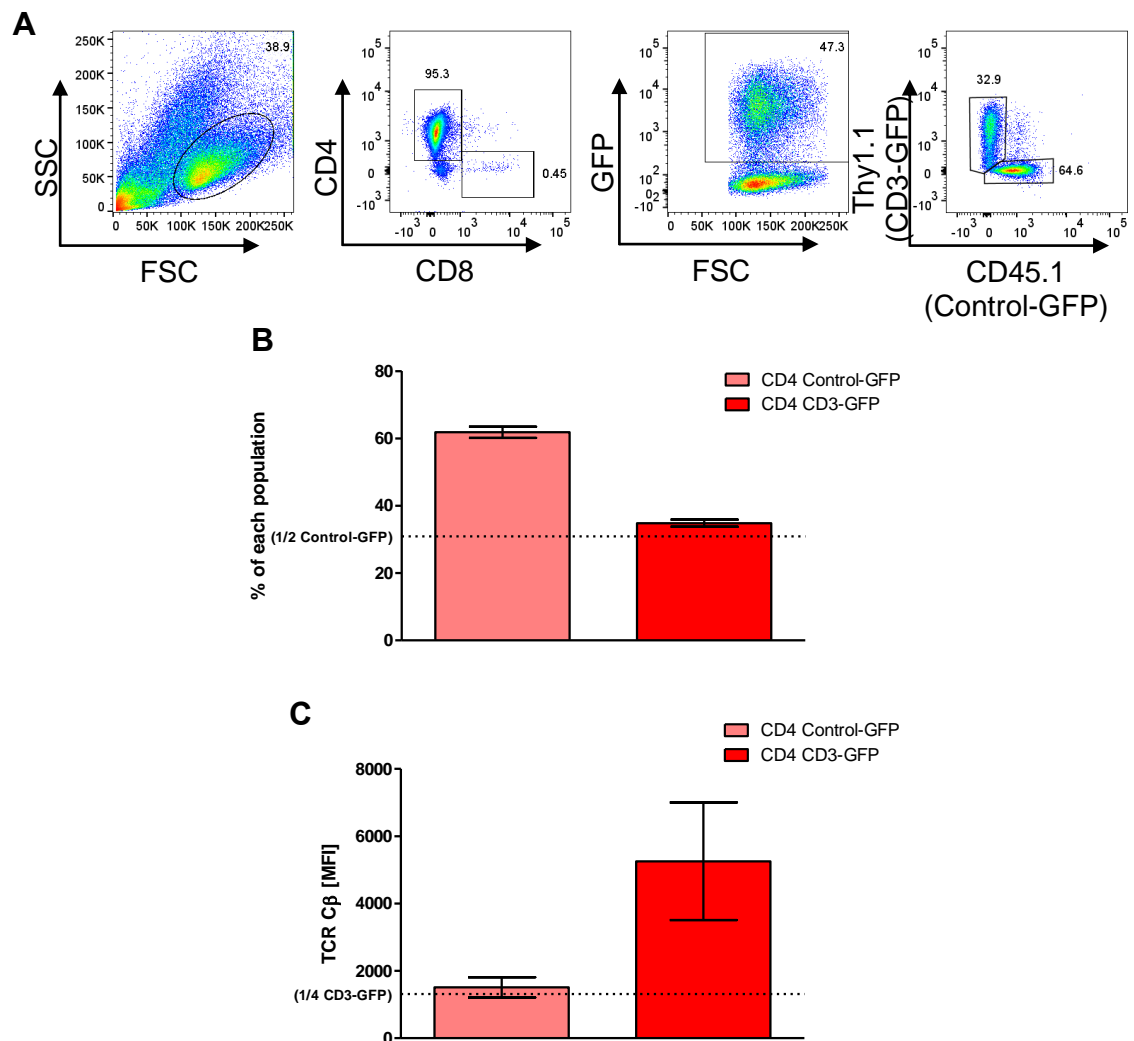 A
SSC
250K
200K
150K
100K
50K
0
38.9
0 50K 100K 150K 200K 250K
FSC
CD4
10^5
10^4
10^3
0
-10^3
95.3
0.45
-10^3 0 10^3 10^4 10^5
CD8
GFP
10^5
10^4
10^3
10^2
0
-10^2
47.3
0 50K 100K 150K 200K 250K
FSC
Thy1.1
(CD3-GFP)
10^5
10^4
10^3
0
-10^3
32.9
64.6
-10^3 0 10^3 10^4 10^5
CD45.1
(Control-GFP)
B
CD4 Control-GFP
CD4 CD3-GFP
% of each population
80
60
40
(1/2 Control-GFP)
20
0
C
CD4 Control-GFP
CD4 CD3-GFP
TCR Cβ [MFI]
8000
6000
4000
2000
(1/4 CD3-GFP)
0